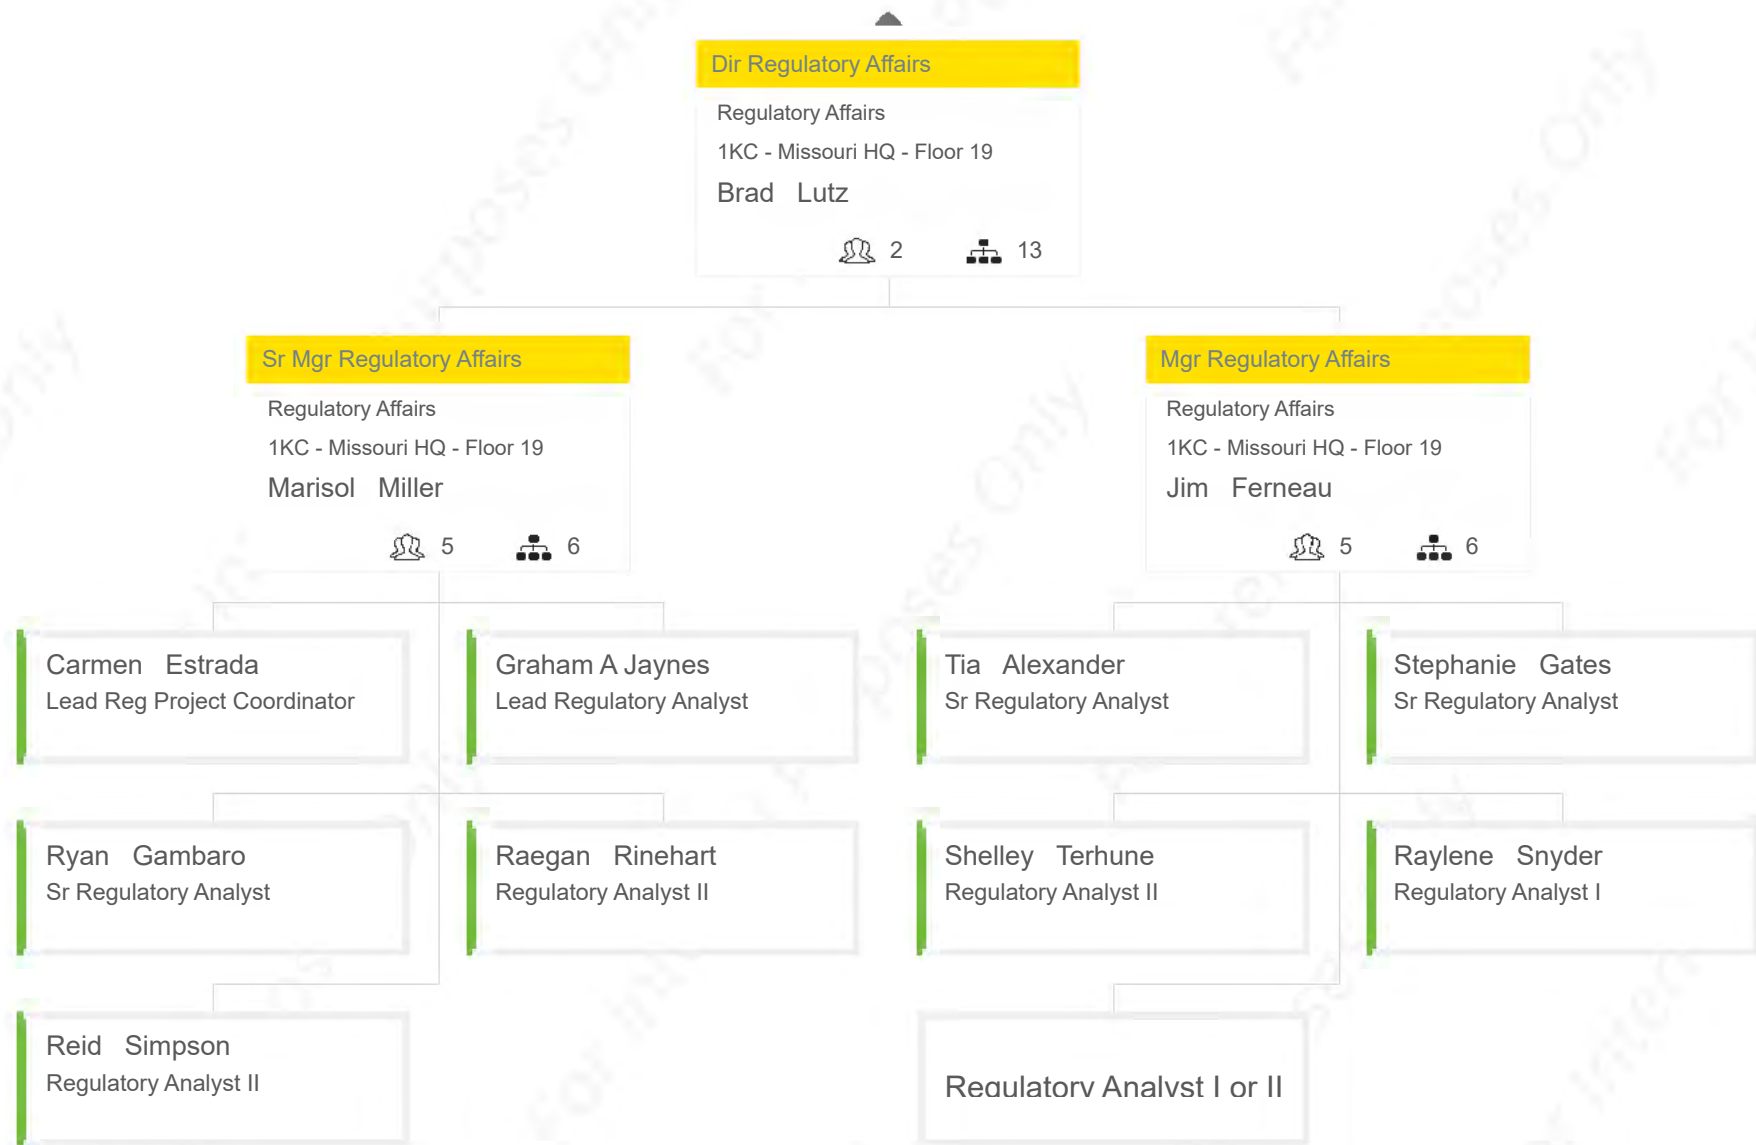 Dir Regulatory Affairs
Regulatory Affairs
1KC - Missouri HQ - Floor 19
Brad Lutz
2 13
Sr Mgr Regulatory Affairs
Regulatory Affairs
1KC - Missouri HQ - Floor 19
Marisol Miller
5 6
Mgr Regulatory Affairs
Regulatory Affairs
1KC - Missouri HQ - Floor 19
Jim Ferneau
5 6
Carmen Estrada
Lead Reg Project Coordinator
Graham A Jaynes
Lead Regulatory Analyst
Tia Alexander
Sr Regulatory Analyst
Stephanie Gates
Sr Regulatory Analyst
Ryan Gambaro
Sr Regulatory Analyst
Raegan Rinehart
Regulatory Analyst II
Shelley Terhune
Regulatory Analyst II
Raylene Snyder
Regulatory Analyst I
Reid Simpson
Regulatory Analyst II
Regulatory Analyst I or II